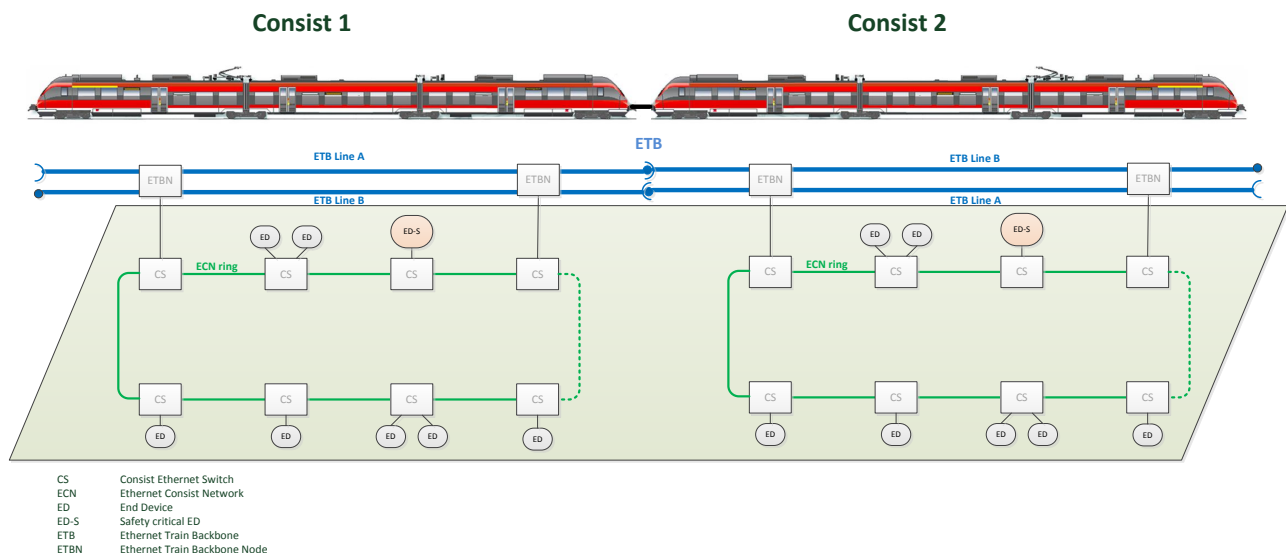 Consist 1
Consist 2
ETB
ETB Line A
ETB Line B
ETBN
ETBN
ETBN
ETBN
ETB Line B
ETB Line A
ED
ED
ED-S
ED
ED
ED-S
CS
ECN ring
CS
CS
CS
CS
ECN ring
CS
CS
CS
CS
CS
CS
CS
CS
CS
CS
CS
ED
ED
ED
ED
ED
ED
ED
ED
ED
ED
CS Consist Ethernet Switch
ECN Ethernet Consist Network
ED End Device
ED-S Safety critical ED
ETB Ethernet Train Backbone
ETBN Ethernet Train Backbone Node